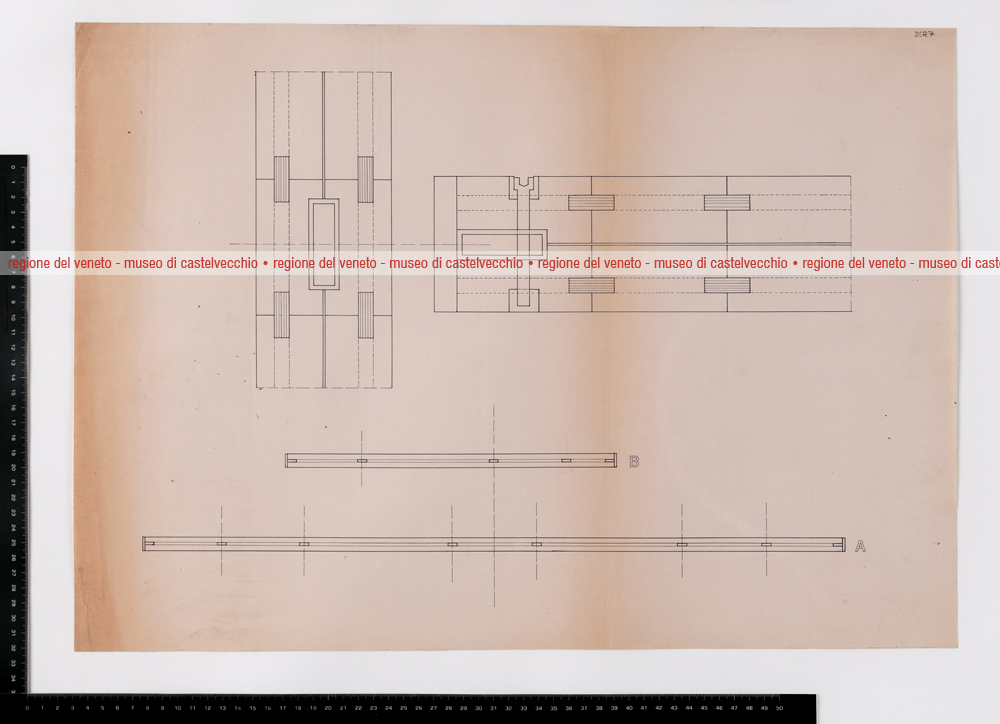 DSR7
regione del veneto - museo di castelvecchio • regione del veneto - museo di castelvecchio • regione del veneto - museo di castelvecchio • regione del veneto - museo di cast
B
A
0 1 2 3 4 5 6 7 8 9 10 11 12 13 14 15 16 17 18 19 20 21 22 23 24 25 26 27 28 29 30 31 32 33 34
0 1 2 3 4 5 6 7 8 9 10 11 12 13 14 15 16 17 18 19 20 21 22 23 24 25 26 27 28 29 30 31 32 33 34 35 36 37 38 39 40 41 42 43 44 45 46 47 48 49 50